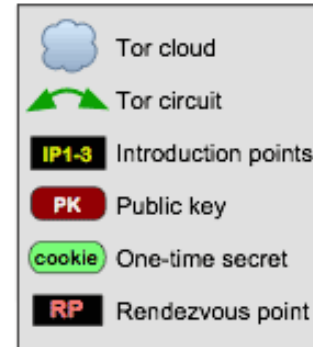 Tor cloud
Tor circuit
IP1-3 Introduction points
PK Public key
cookie One-time secret
RP Rendezvous point